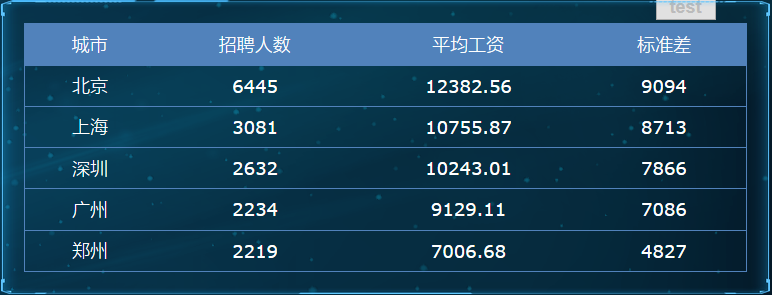 test
城市 招聘人数 平均工资 标准差
北京 6445 12382.56 9094
上海 3081 10755.87 8713
深圳 2632 10243.01 7866
广州 2234 9129.11 7086
郑州 2219 7006.68 4827